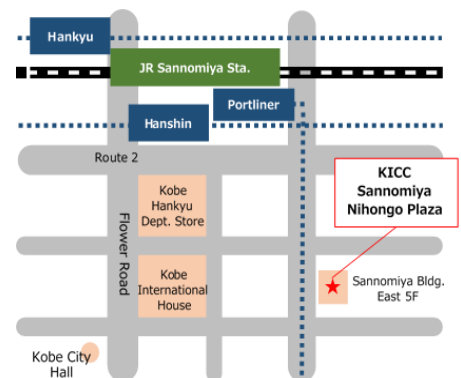 Hankyu
JR Sannomiya Sta.
Portliner
Hanshin
Route 2
KICC
Sannomiya
Nihongo Plaza
Kobe
Hankyu
Dept. Store
Flower Road
Kobe
International
House
Sannomiya Bldg.
East 5F
Kobe City
Hall